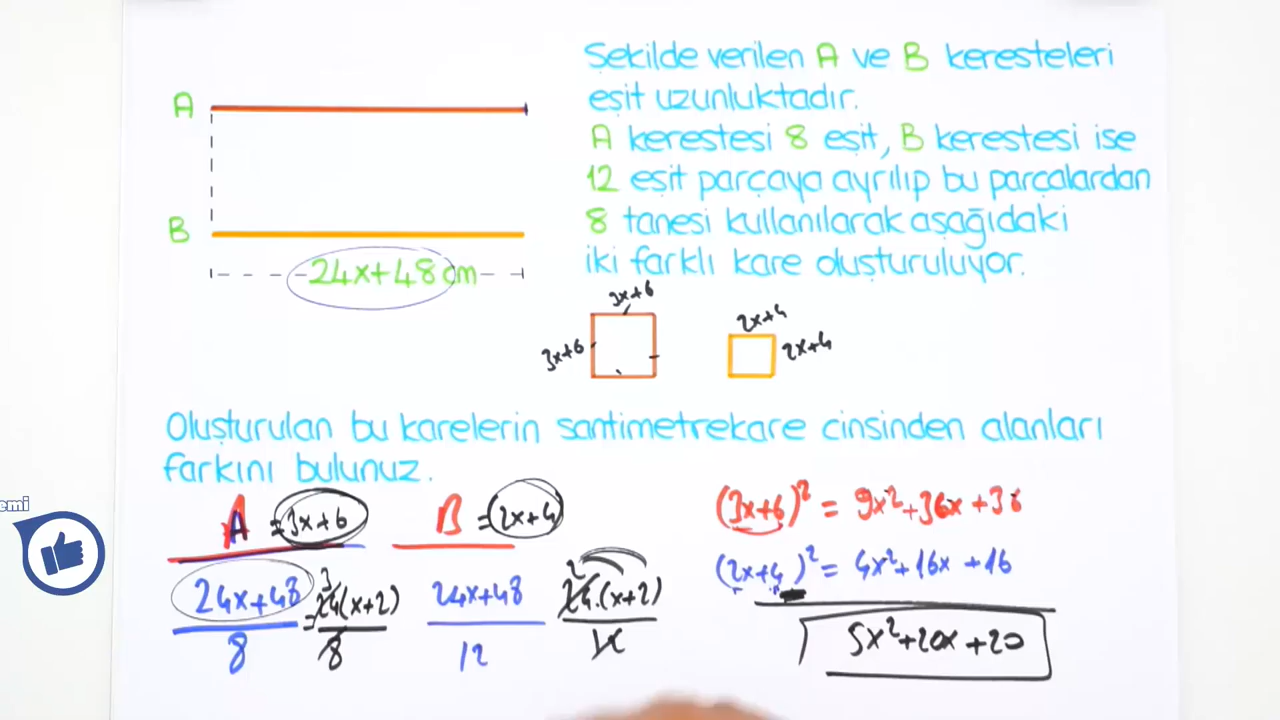 Şekilde verilen A ve B keresteleri
eşit uzunluktadır.
A kerestesi 8 eşit, B kerestesi ise
12 eşit parçaya ayrılıp bu parçalardan
8 tanesi kullanılarak aşağıdaki
iki farklı kare oluşturuluyor.
A
B
24x+48 cm
3x+6
3x+6
2x+4
2x+4
Oluşturulan bu karelerin santimetrekare cinsinden alanları
farkını bulunuz.
emi
A = 3x+6
24x+48
8
= 3 24(x+2)
8
B = 2x+4
24x+48
12
2 24.(x+2)
12
(3x+6)² = 9x²+36x+36
(2x+4)² = 4x²+16x+16
5x²+20x+20